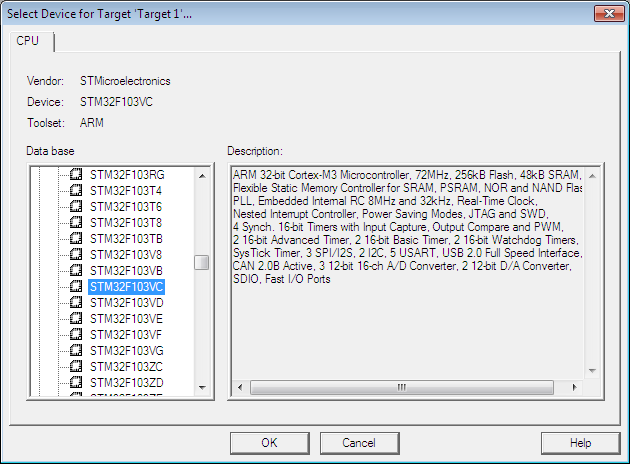 Select Device for Target 'Target 1'...
CPU
Vendor: STMicroelectronics
Device: STM32F103VC
Toolset: ARM
Data base
STM32F103RG
STM32F103T4
STM32F103T6
STM32F103T8
STM32F103TB
STM32F103V8
STM32F103VB
STM32F103VC
STM32F103VD
STM32F103VE
STM32F103VF
STM32F103VG
STM32F103ZC
STM32F103ZD
Description:
ARM 32-bit Cortex-M3 Microcontroller, 72MHz, 256kB Flash, 48kB SRAM,
Flexible Static Memory Controller for SRAM, PSRAM, NOR and NAND Flas
PLL, Embedded Internal RC 8MHz and 32kHz, Real-Time Clock,
Nested Interrupt Controller, Power Saving Modes, JTAG and SWD,
4 Synch. 16-bit Timers with Input Capture, Output Compare and PWM,
2 16-bit Advanced Timer, 2 16-bit Basic Timer, 2 16-bit Watchdog Timers,
SysTick Timer, 3 SPI/I2S, 2 I2C, 5 USART, USB 2.0 Full Speed Interface,
CAN 2.0B Active, 3 12-bit 16-ch A/D Converter, 2 12-bit D/A Converter,
SDIO, Fast I/O Ports
OK
Cancel
Help